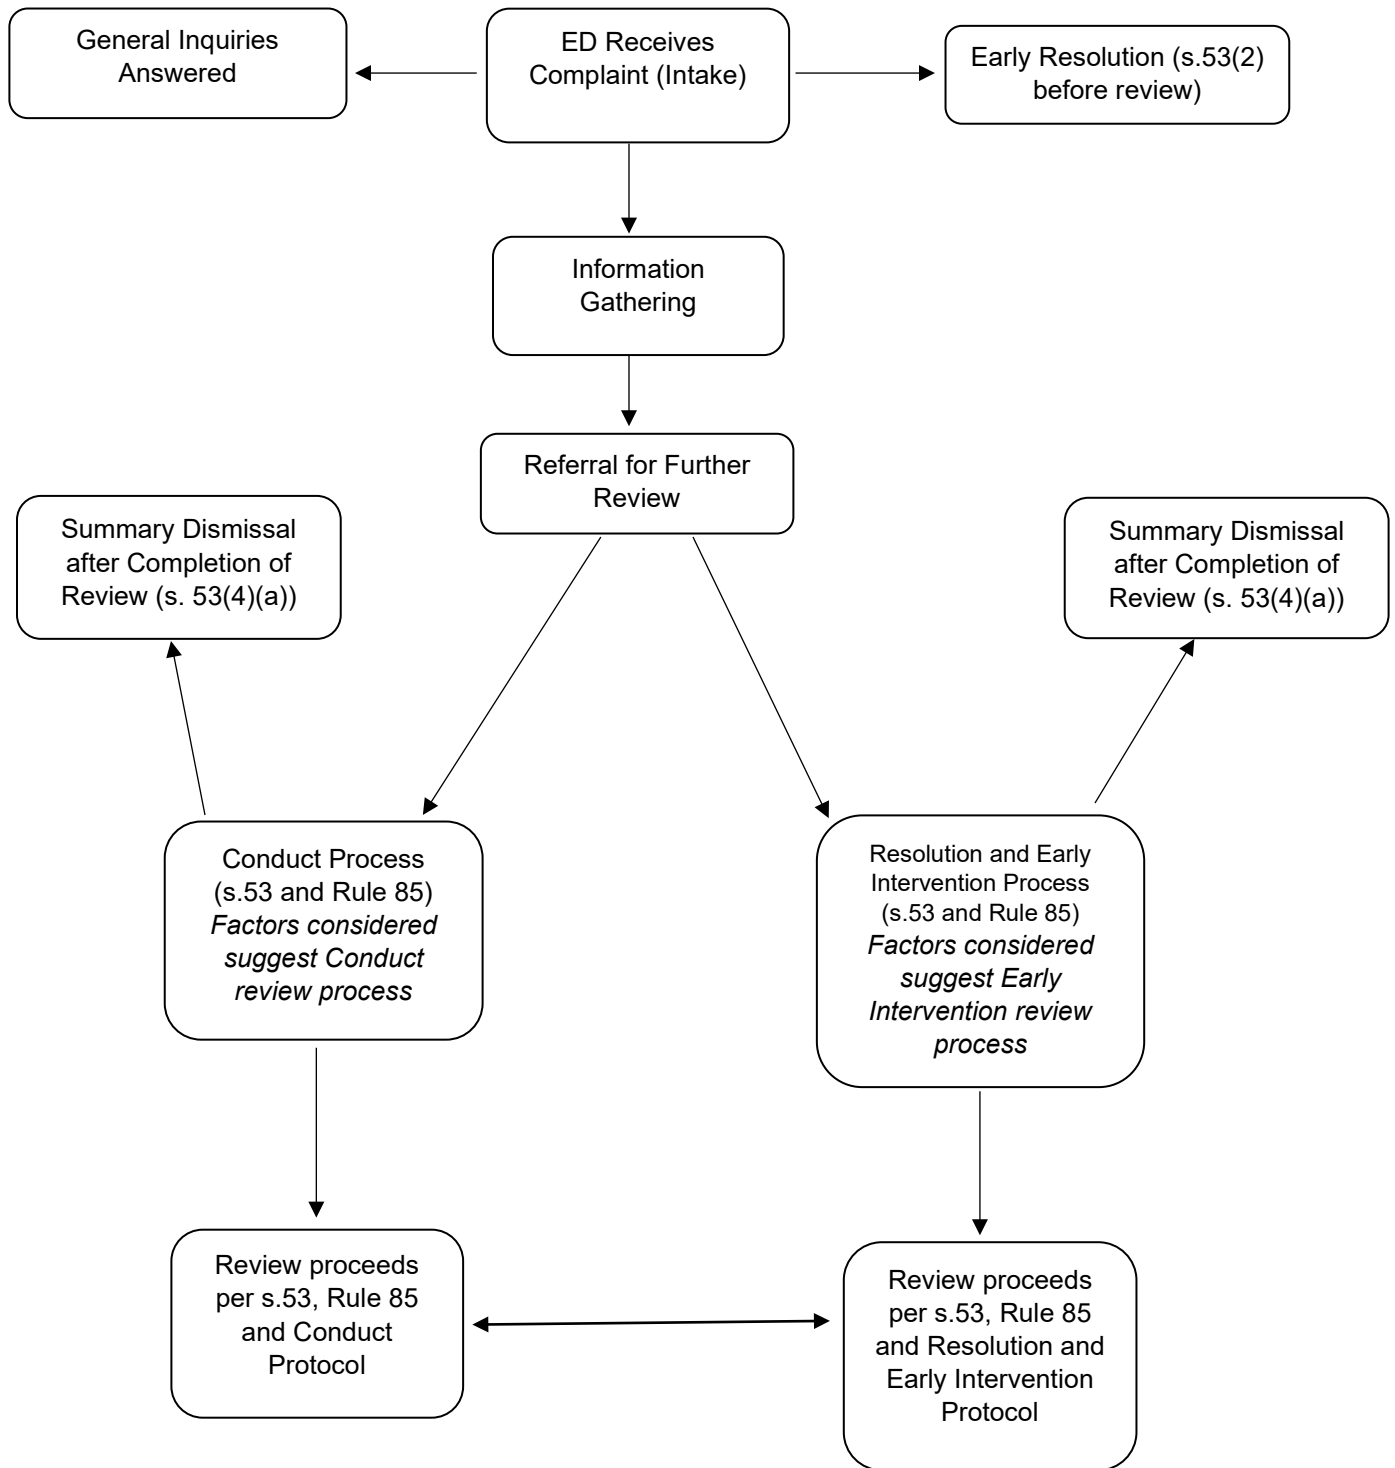 General Inquiries
Answered
ED Receives
Complaint (Intake)
Early Resolution (s.53(2)
before review)
Information
Gathering
Referral for Further
Review
Summary Dismissal
after Completion of
Review (s. 53(4)(a))
Summary Dismissal
after Completion of
Review (s. 53(4)(a))
Conduct Process
(s.53 and Rule 85)
Factors considered
suggest Conduct
review process
Resolution and Early
Intervention Process
(s.53 and Rule 85)
Factors considered
suggest Early
Intervention review
process
Review proceeds
per s.53, Rule 85
and Conduct
Protocol
Review proceeds
per s.53, Rule 85
and Resolution and
Early Intervention
Protocol